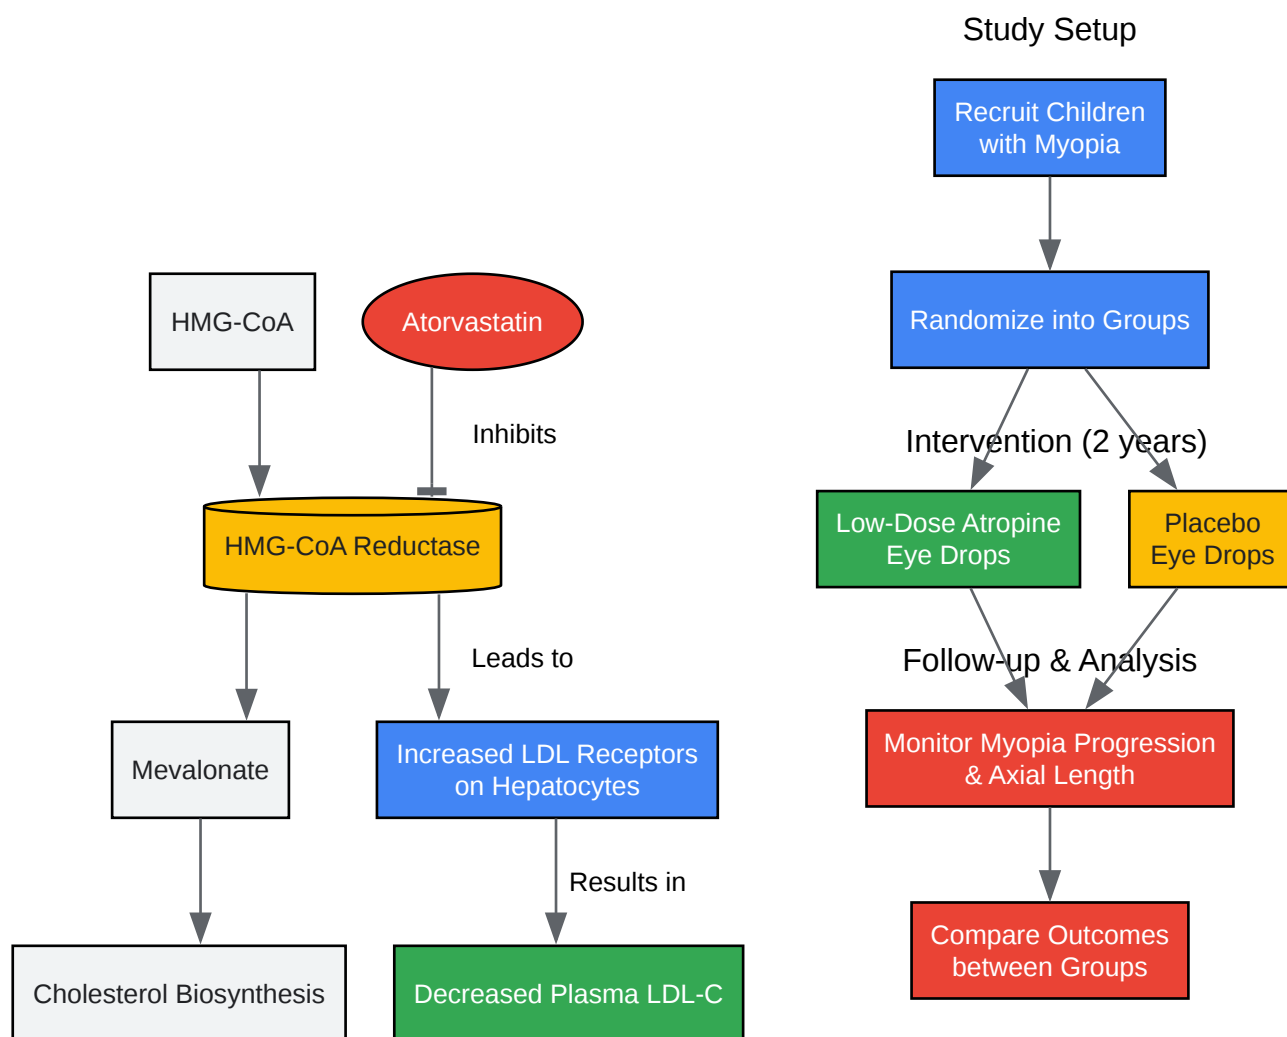 HMG-CoA
Atorvastatin
Inhibits
HMG-CoA Reductase
Leads to
Mevalonate
Increased LDL Receptors
on Hepatocytes
Results in
Cholesterol Biosynthesis
Decreased Plasma LDL-C
Study Setup
Recruit Children
with Myopia
Randomize into Groups
Intervention (2 years)
Low-Dose Atropine
Eye Drops
Placebo
Eye Drops
Follow-up & Analysis
Monitor Myopia Progression
& Axial Length
Compare Outcomes
between Groups